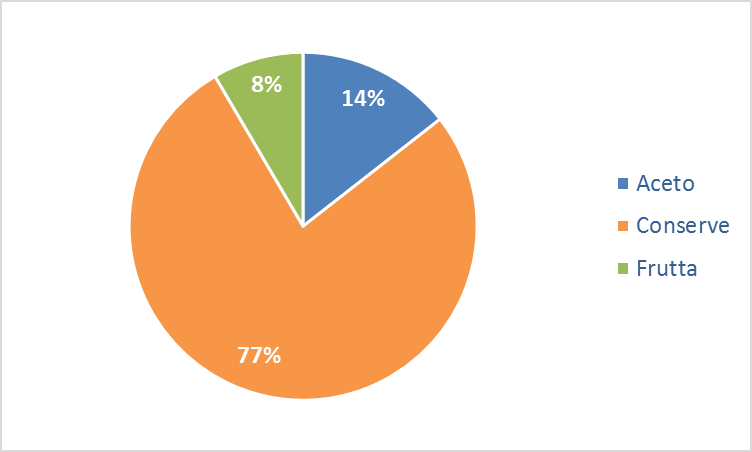 8%
14%
77%
Aceto
Conserve
Frutta